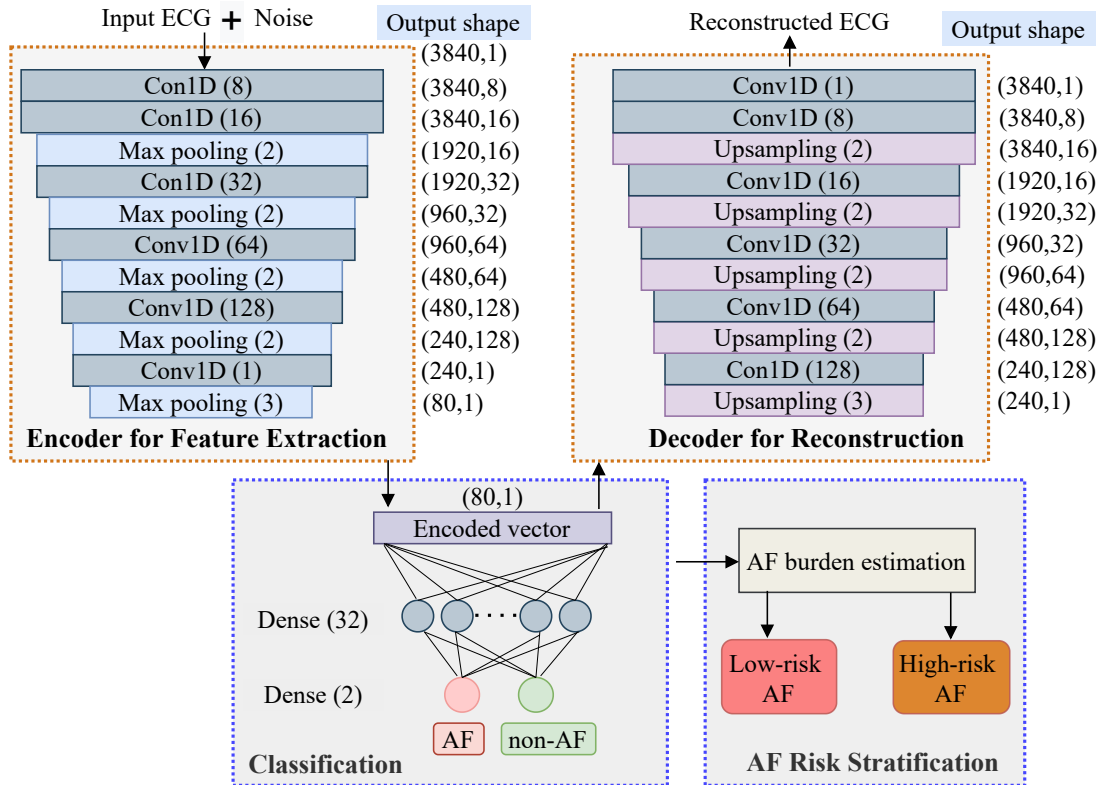 Input ECG + Noise
Output shape
(3840,1)
Con1D (8) (3840,8)
Con1D (16) (3840,16)
Max pooling (2) (1920,16)
Con1D (32) (1920,32)
Max pooling (2) (960,32)
Conv1D (64) (960,64)
Max pooling (2) (480,64)
Conv1D (128) (480,128)
Max pooling (2) (240,128)
Conv1D (1) (240,1)
Max pooling (3) (80,1)
Encoder for Feature Extraction
Reconstructed ECG
Output shape
Conv1D (1) (3840,1)
Conv1D (8) (3840,8)
Upsampling (2) (3840,16)
Conv1D (16) (1920,16)
Upsampling (2) (1920,32)
Conv1D (32) (960,32)
Upsampling (2) (960,64)
Conv1D (64) (480,64)
Upsampling (2) (480,128)
Con1D (128) (240,128)
Upsampling (3) (240,1)
Decoder for Reconstruction
(80,1)
Encoded vector
Dense (32)
Dense (2)
AF non-AF
Classification
AF burden estimation
Low-risk
AF
High-risk
AF
AF Risk Stratification